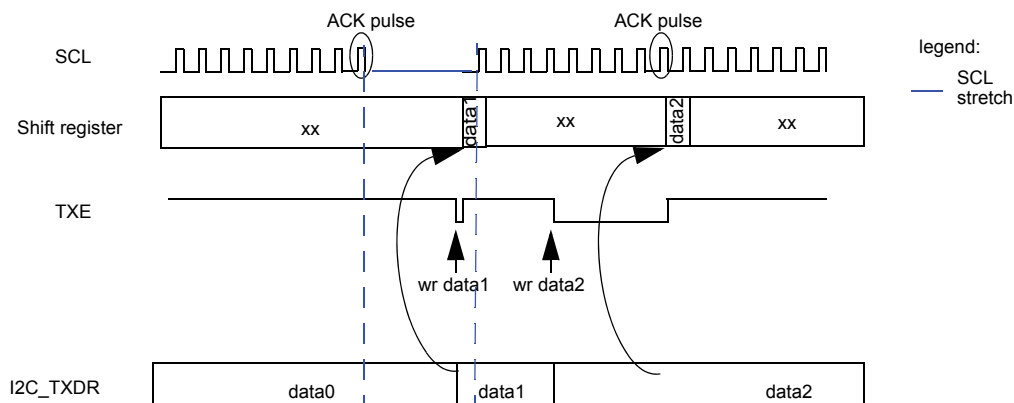 ACK pulse
ACK pulse
SCL
legend:
SCL
stretch
Shift register
xx
data1
xx
data2
xx
TXE
wr data1
wr data2
I2C_TXDR
data0
data1
data2